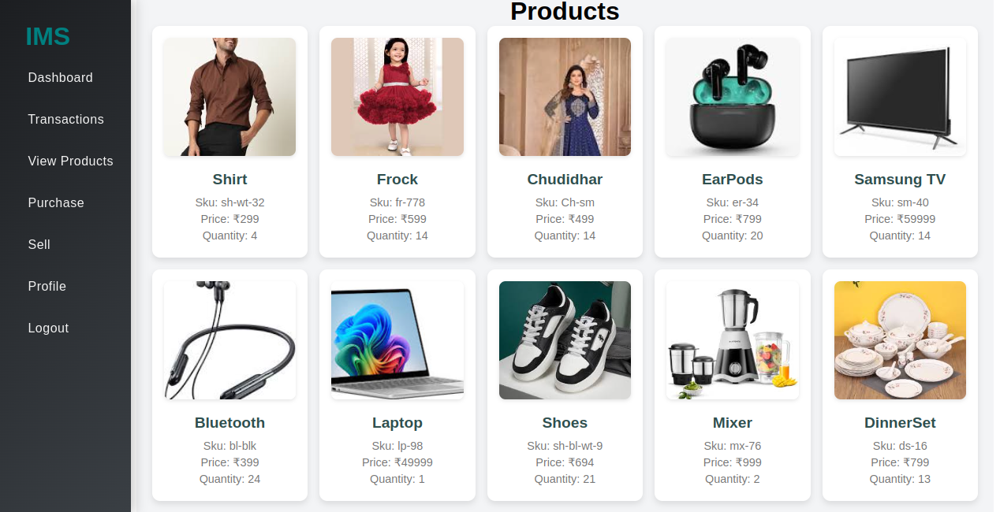 Products
IMS
Dashboard
Transactions
View Products
Purchase
Sell
Profile
Logout
Shirt
Sku: sh-wt-32
Price: ₹299
Quantity: 4
Frock
Sku: fr-778
Price: ₹599
Quantity: 14
Chudidhar
Sku: Ch-sm
Price: ₹499
Quantity: 14
EarPods
Sku: er-34
Price: ₹799
Quantity: 20
Samsung TV
Sku: sm-40
Price: ₹59999
Quantity: 14
Bluetooth
Sku: bl-blk
Price: ₹399
Quantity: 24
Laptop
Sku: lp-98
Price: ₹49999
Quantity: 1
Shoes
Sku: sh-bl-wt-9
Price: ₹694
Quantity: 21
Mixer
Sku: mx-76
Price: ₹999
Quantity: 2
DinnerSet
Sku: ds-16
Price: ₹799
Quantity: 13